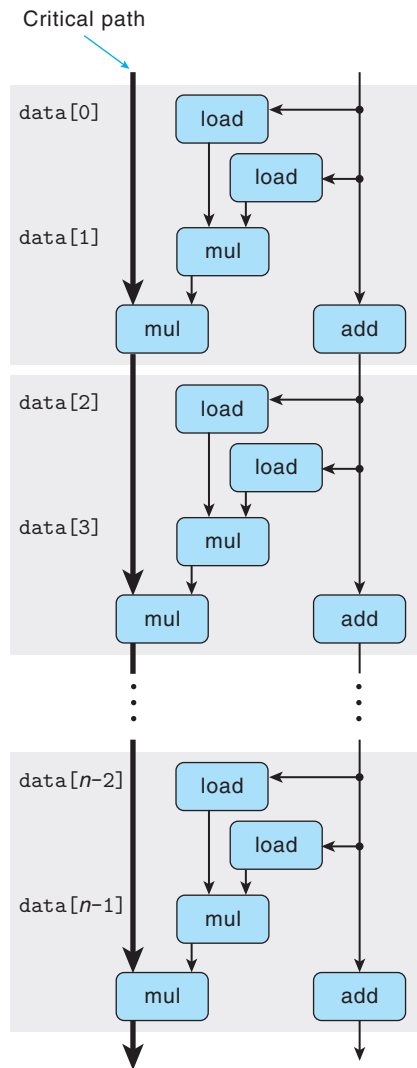 Critical path
data[0]
load
load
data[1]
mul
mul
add
data[2]
load
load
data[3]
mul
mul
add
data[n-2]
load
load
data[n-1]
mul
mul
add